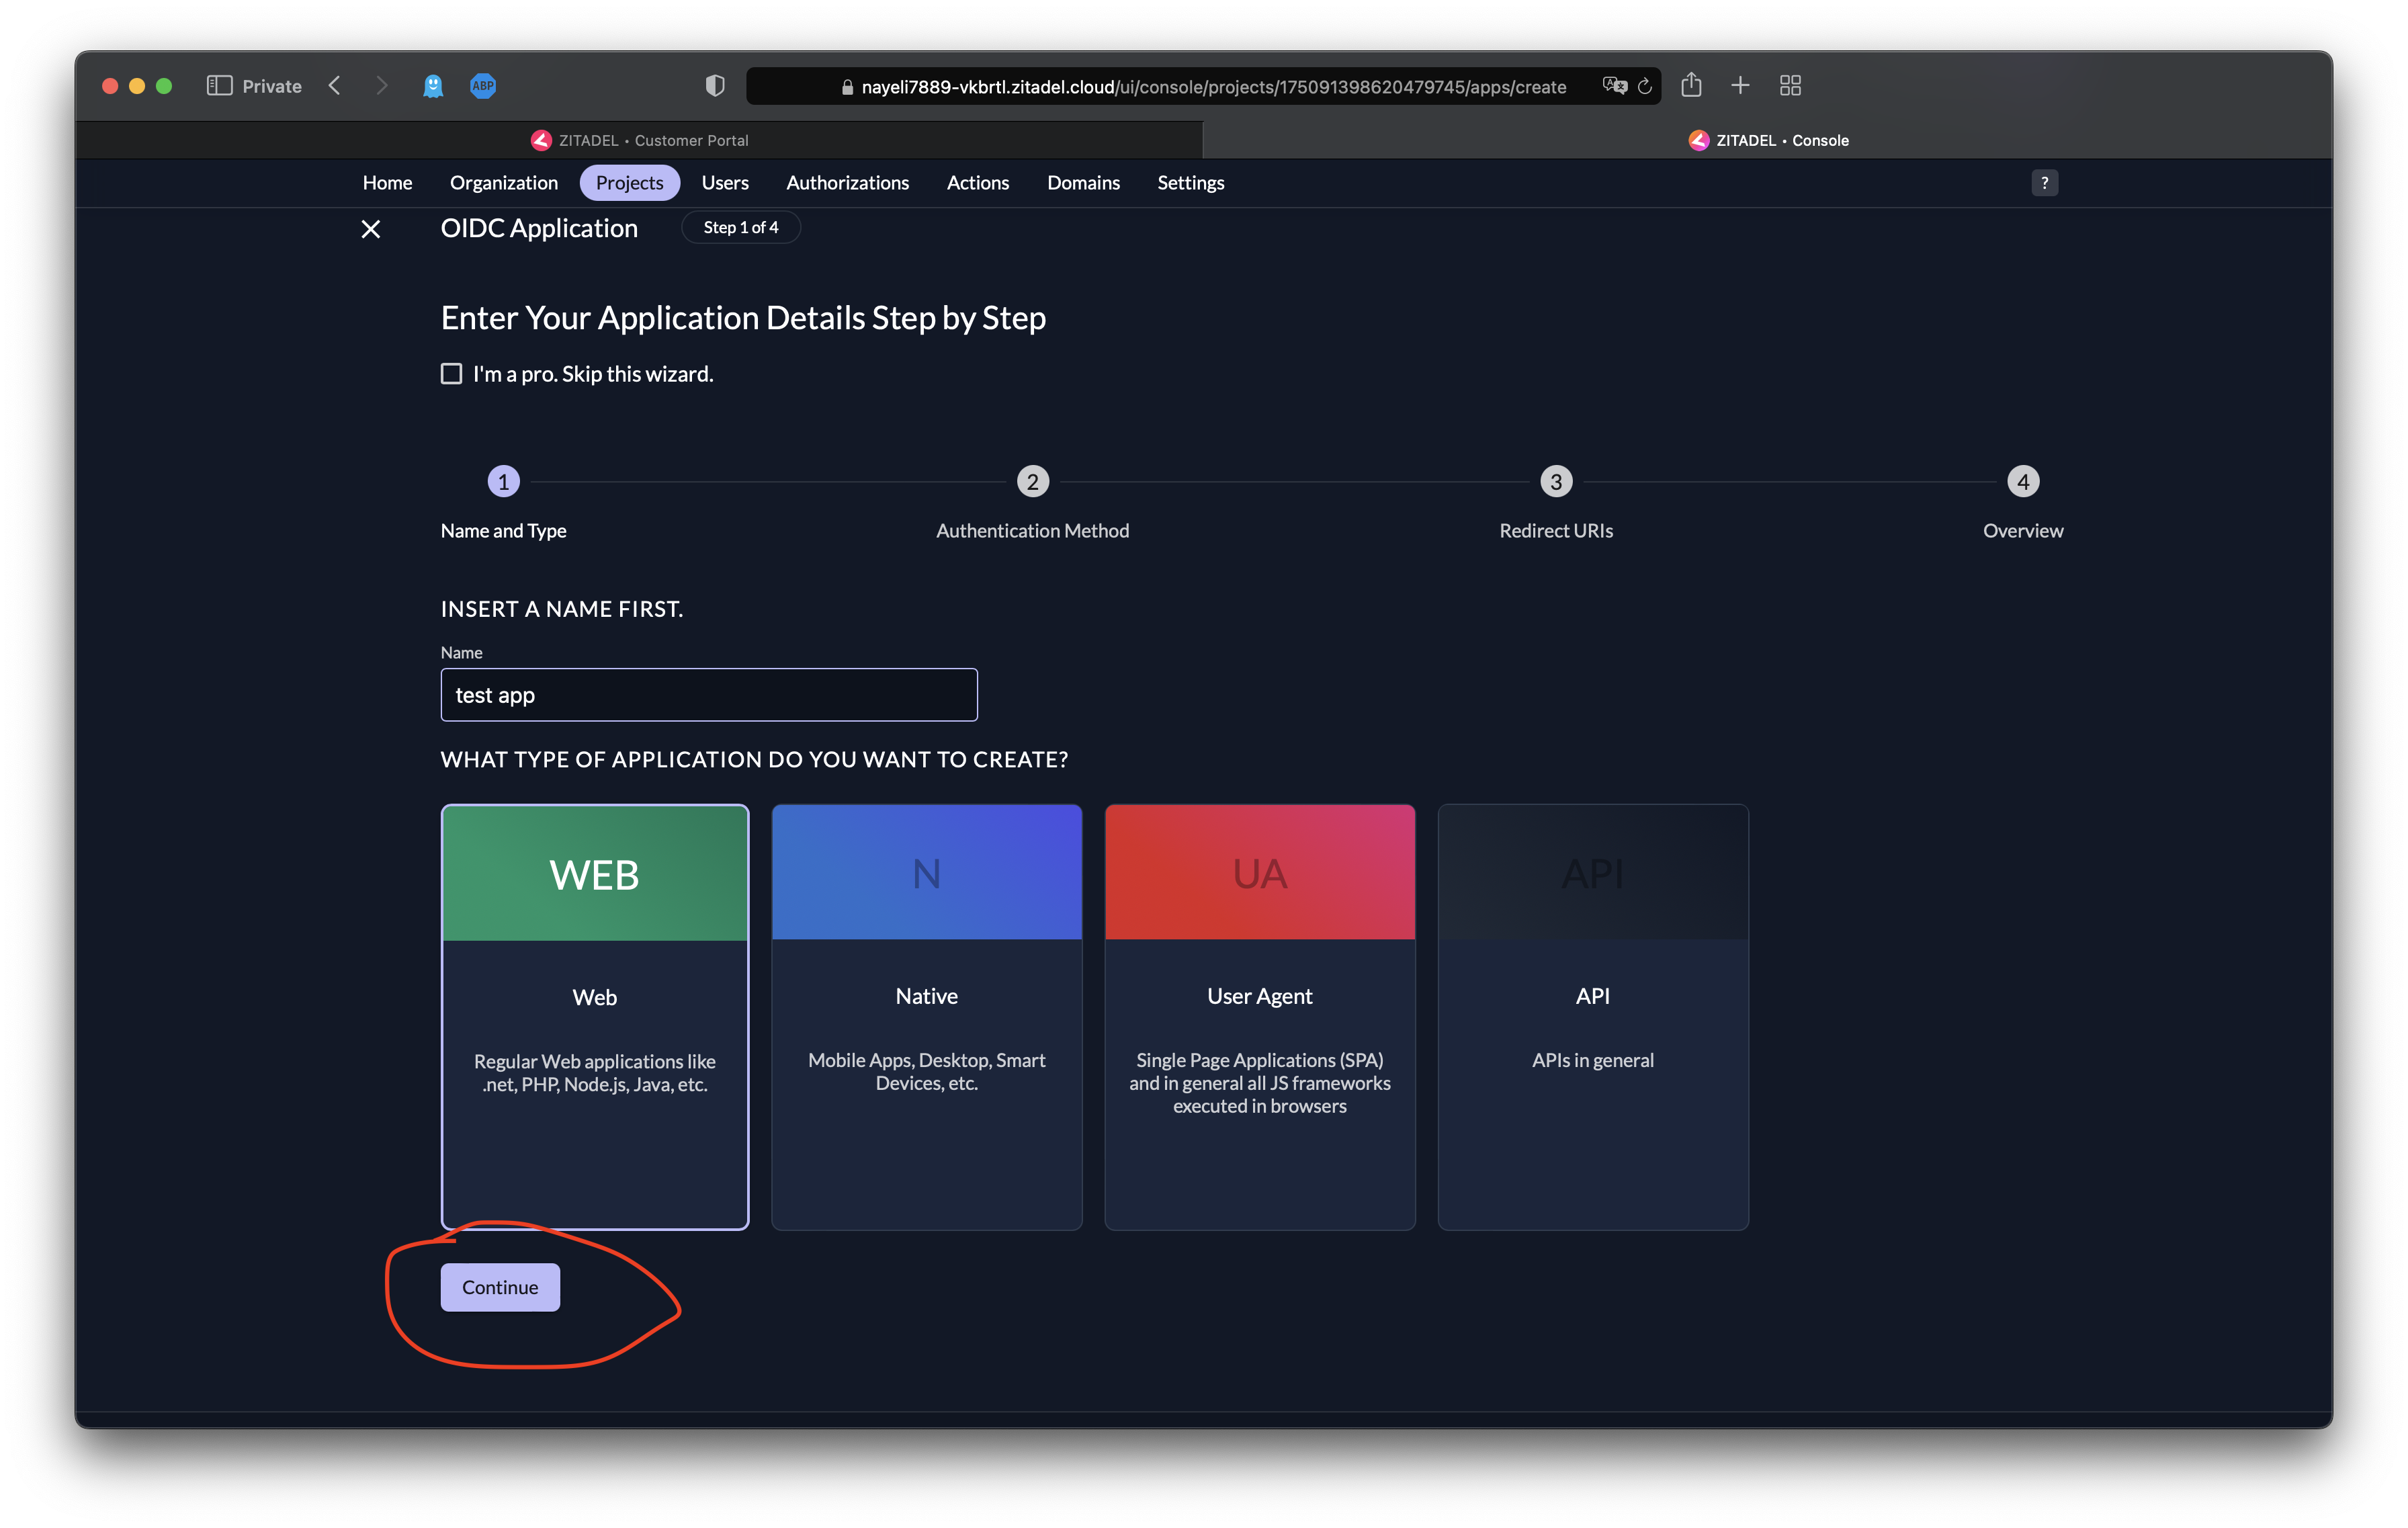 Private
ABP
nayeli7889-vkbrtl.zitadel.cloud/ui/console/projects/175091398620479745/apps/create
ZITADEL • Customer Portal
ZITADEL • Console
Home Organization Projects Users Authorizations Actions Domains Settings ?
OIDC Application Step 1 of 4
Enter Your Application Details Step by Step
I'm a pro. Skip this wizard.
1 2 3 4
Name and Type Authentication Method Redirect URIs Overview
INSERT A NAME FIRST.
Name
test app
WHAT TYPE OF APPLICATION DO YOU WANT TO CREATE?
WEB
Web
Regular Web applications like
.net, PHP, Node.js, Java, etc.
N
Native
Mobile Apps, Desktop, Smart
Devices, etc.
UA
User Agent
Single Page Applications (SPA)
and in general all JS frameworks
executed in browsers
API
API
APIs in general
Continue